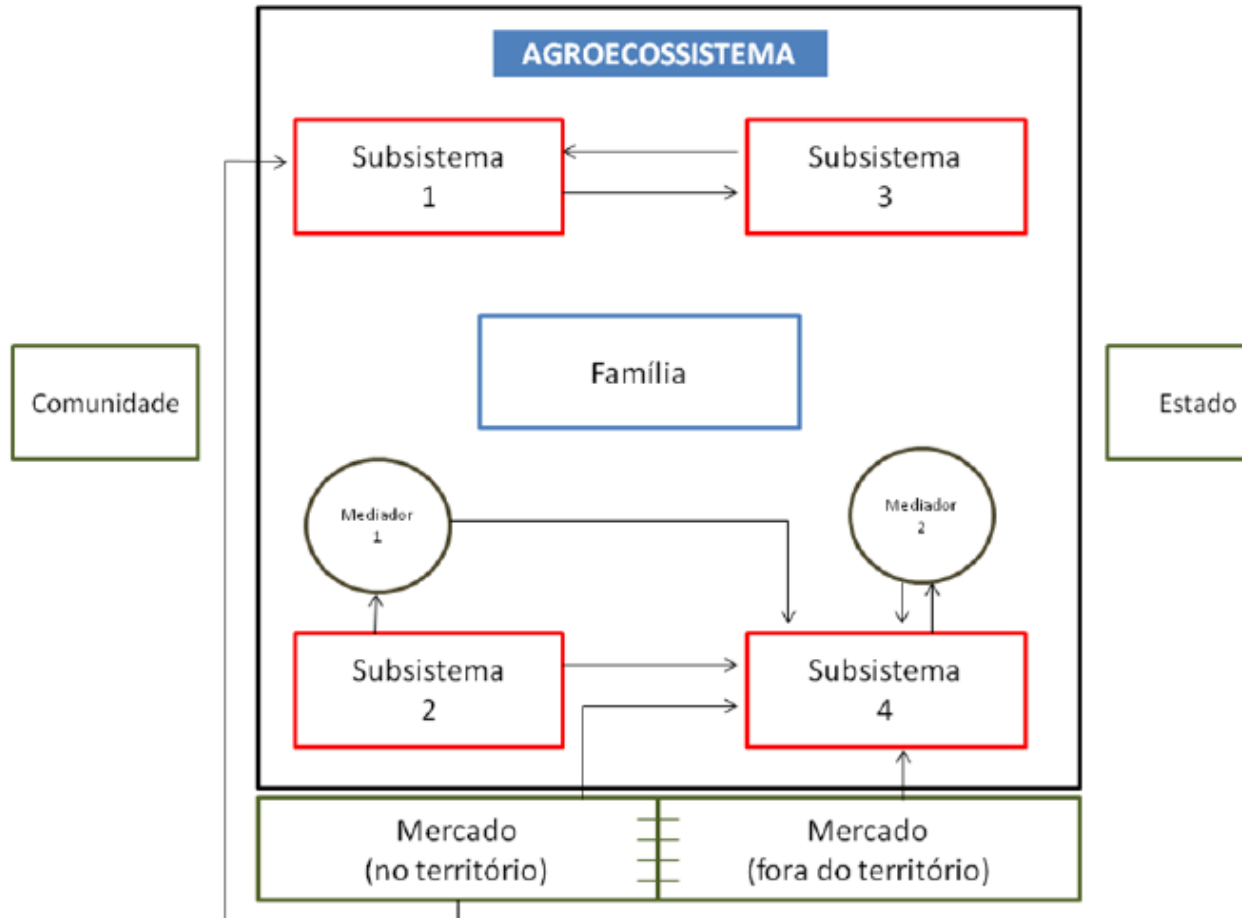 AGROECOSSISTEMA
Subsistema
1
Subsistema
3
Família
Comunidade
Estado
Mediador
1
Mediador
2
Subsistema
2
Subsistema
4
Mercado
(no território)
Mercado
(fora do território)